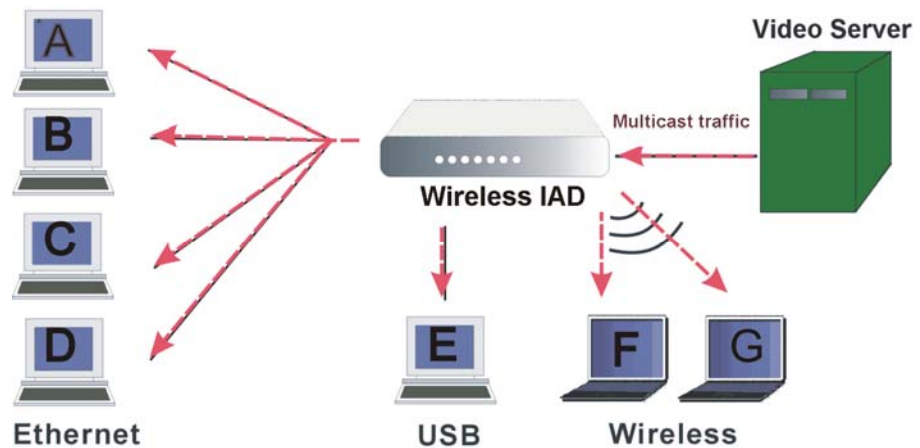 Video Server
Multicast traffic
Wireless IAD
A
B
C
D
E
F
G
Ethernet
USB
Wireless